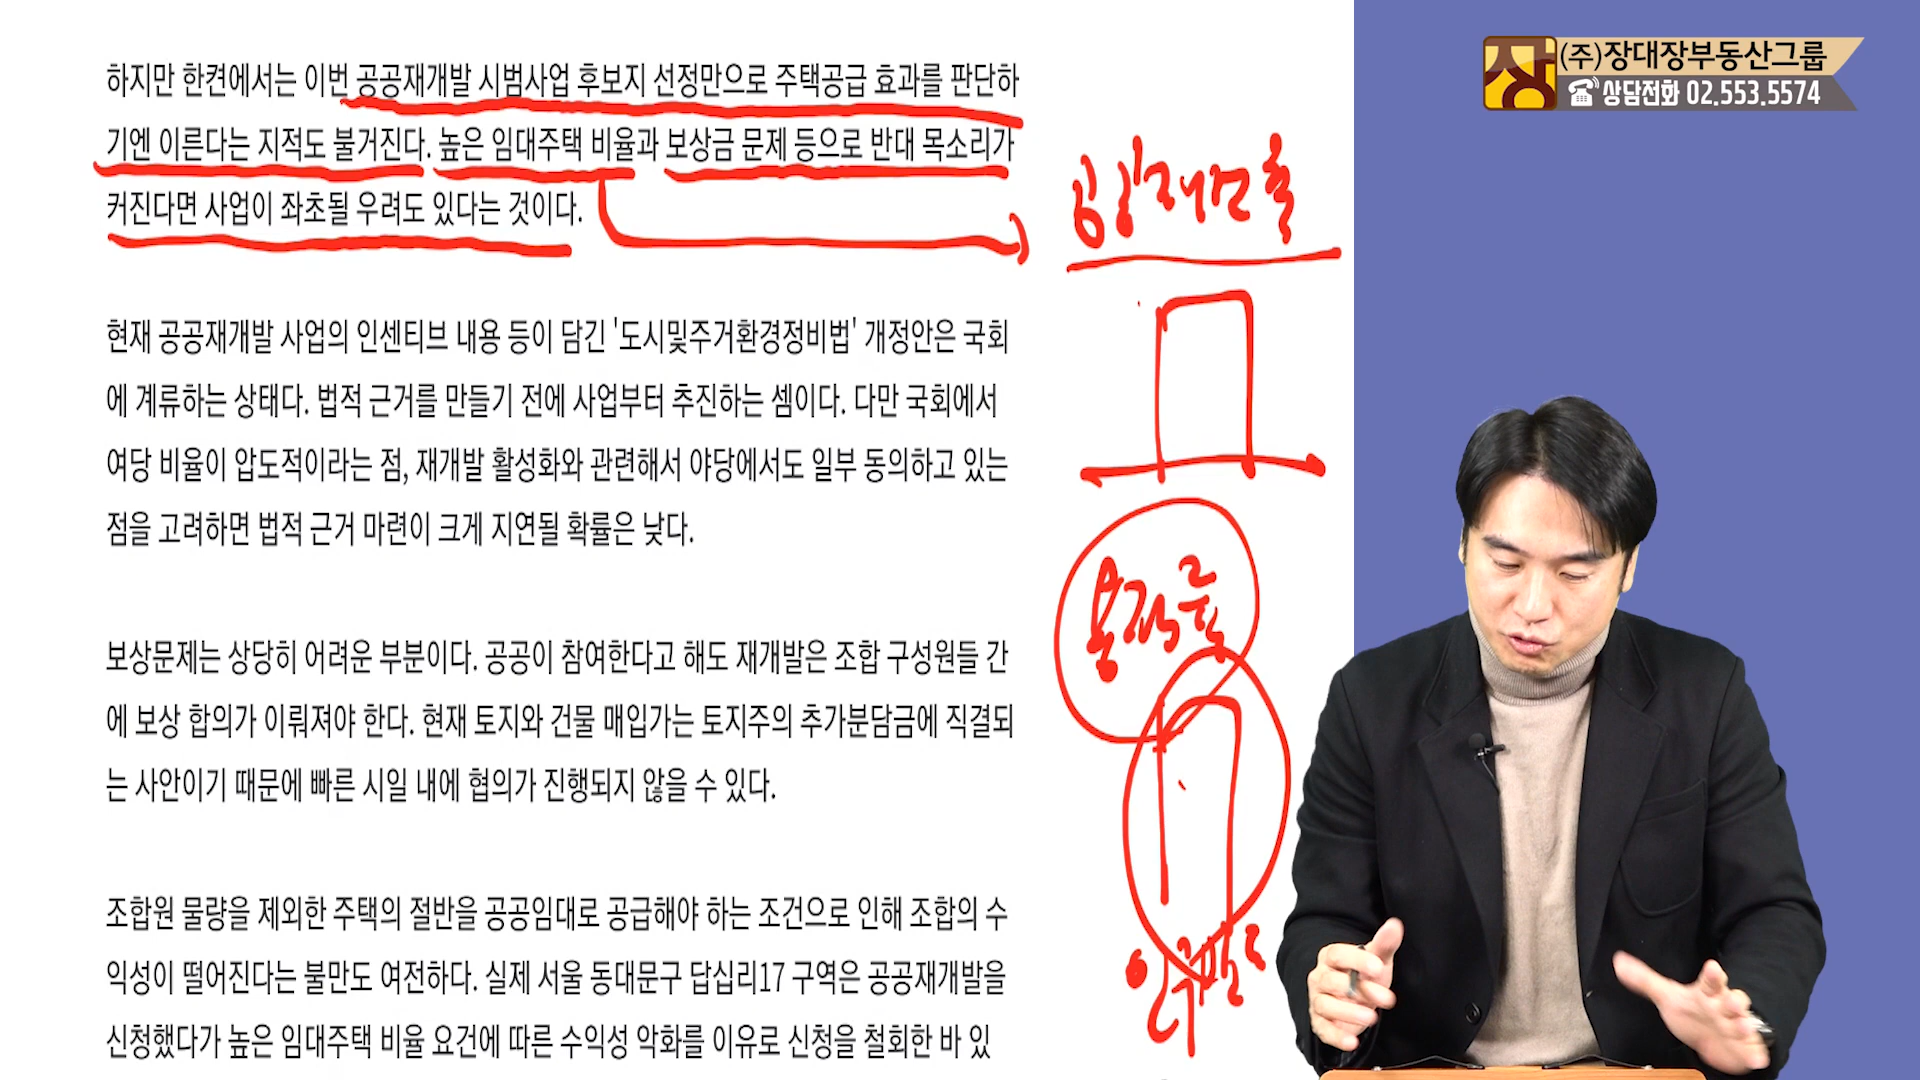 하지만 한켠에서는 이번 공공재개발 시범사업 후보지 선정만으로 주택공급 효과를 판단하
기엔 이른다는 지적도 불거진다. 높은 임대주택 비율과 보상금 문제 등으로 반대 목소리가
커진다면 사업이 좌초될 우려도 있다는 것이다.
현재 공공재개발 사업의 인센티브 내용 등이 담긴 '도시및주거환경정비법' 개정안은 국회
에 계류하는 상태다. 법적 근거를 만들기 전에 사업부터 추진하는 셈이다. 다만 국회에서
여당 비율이 압도적이라는 점, 재개발 활성화와 관련해서 야당에서도 일부 동의하고 있는
점을 고려하면 법적 근거 마련이 크게 지연될 확률은 낮다.
보상문제는 상당히 어려운 부분이다. 공공이 참여한다고 해도 재개발은 조합 구성원들 간
에 보상 합의가 이뤄져야 한다. 현재 토지와 건물 매입가는 토지주의 추가분담금에 직결되
는 사안이기 때문에 빠른 시일 내에 협의가 진행되지 않을 수 있다.
조합원 물량을 제외한 주택의 절반을 공공임대로 공급해야 하는 조건으로 인해 조합의 수
익성이 떨어진다는 불만도 여전하다. 실제 서울 동대문구 답십리17 구역은 공공재개발을
신청했다가 높은 임대주택 비율 요건에 따른 수익성 악화를 이유로 신청을 철회한 바 있
공공재건축
용적률
인구밀도
장
(주)장대장부동산그룹
상담전화 02.553.5574